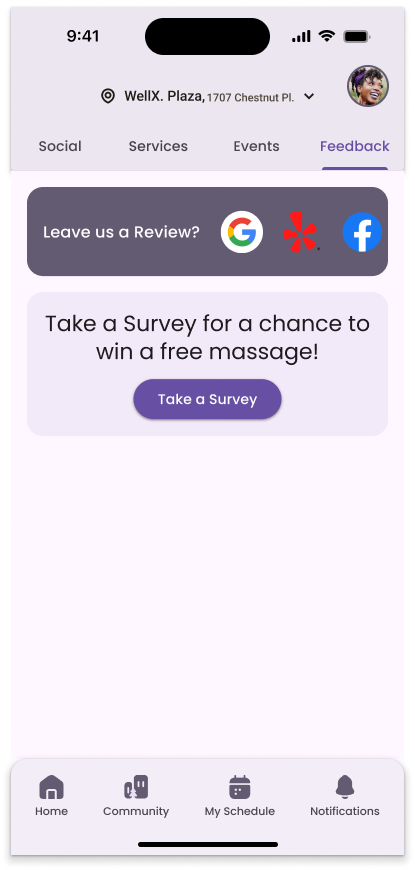 9:41
WellX. Plaza, 1707 Chestnut Pl.
Social Services Events Feedback
Leave us a Review?
Take a Survey for a chance to
win a free massage!
Take a Survey
Home Community My Schedule Notifications